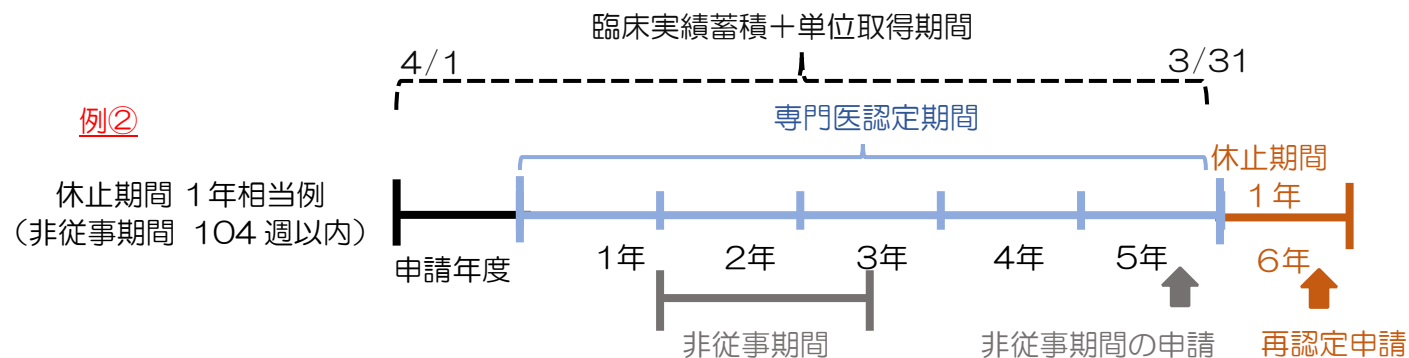 臨床実績蓄積＋単位取得期間
4/1
3/31
例②
専門医認定期間
休止期間 1年相当例
（非従事期間 104 週以内）
休止期間
1年
申請年度
1年
2年
3年
4年
5年
6年
非従事期間
非従事期間の申請
再認定申請